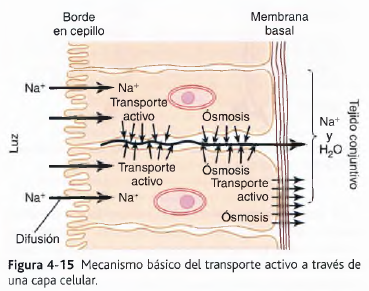 Borde
en cepillo
Membrana
basal
Na⁺
Na⁺
Transporte
activo
Ósmosis
Na⁺
y
H₂O
Tejido conjuntivo
Luz
Transporte
activo
Ósmosis
Transporte
activo
Na⁺
Na⁺
Ósmosis
Difusión
Figura 4-15 Mecanismo básico del transporte activo a través de
una capa celular.